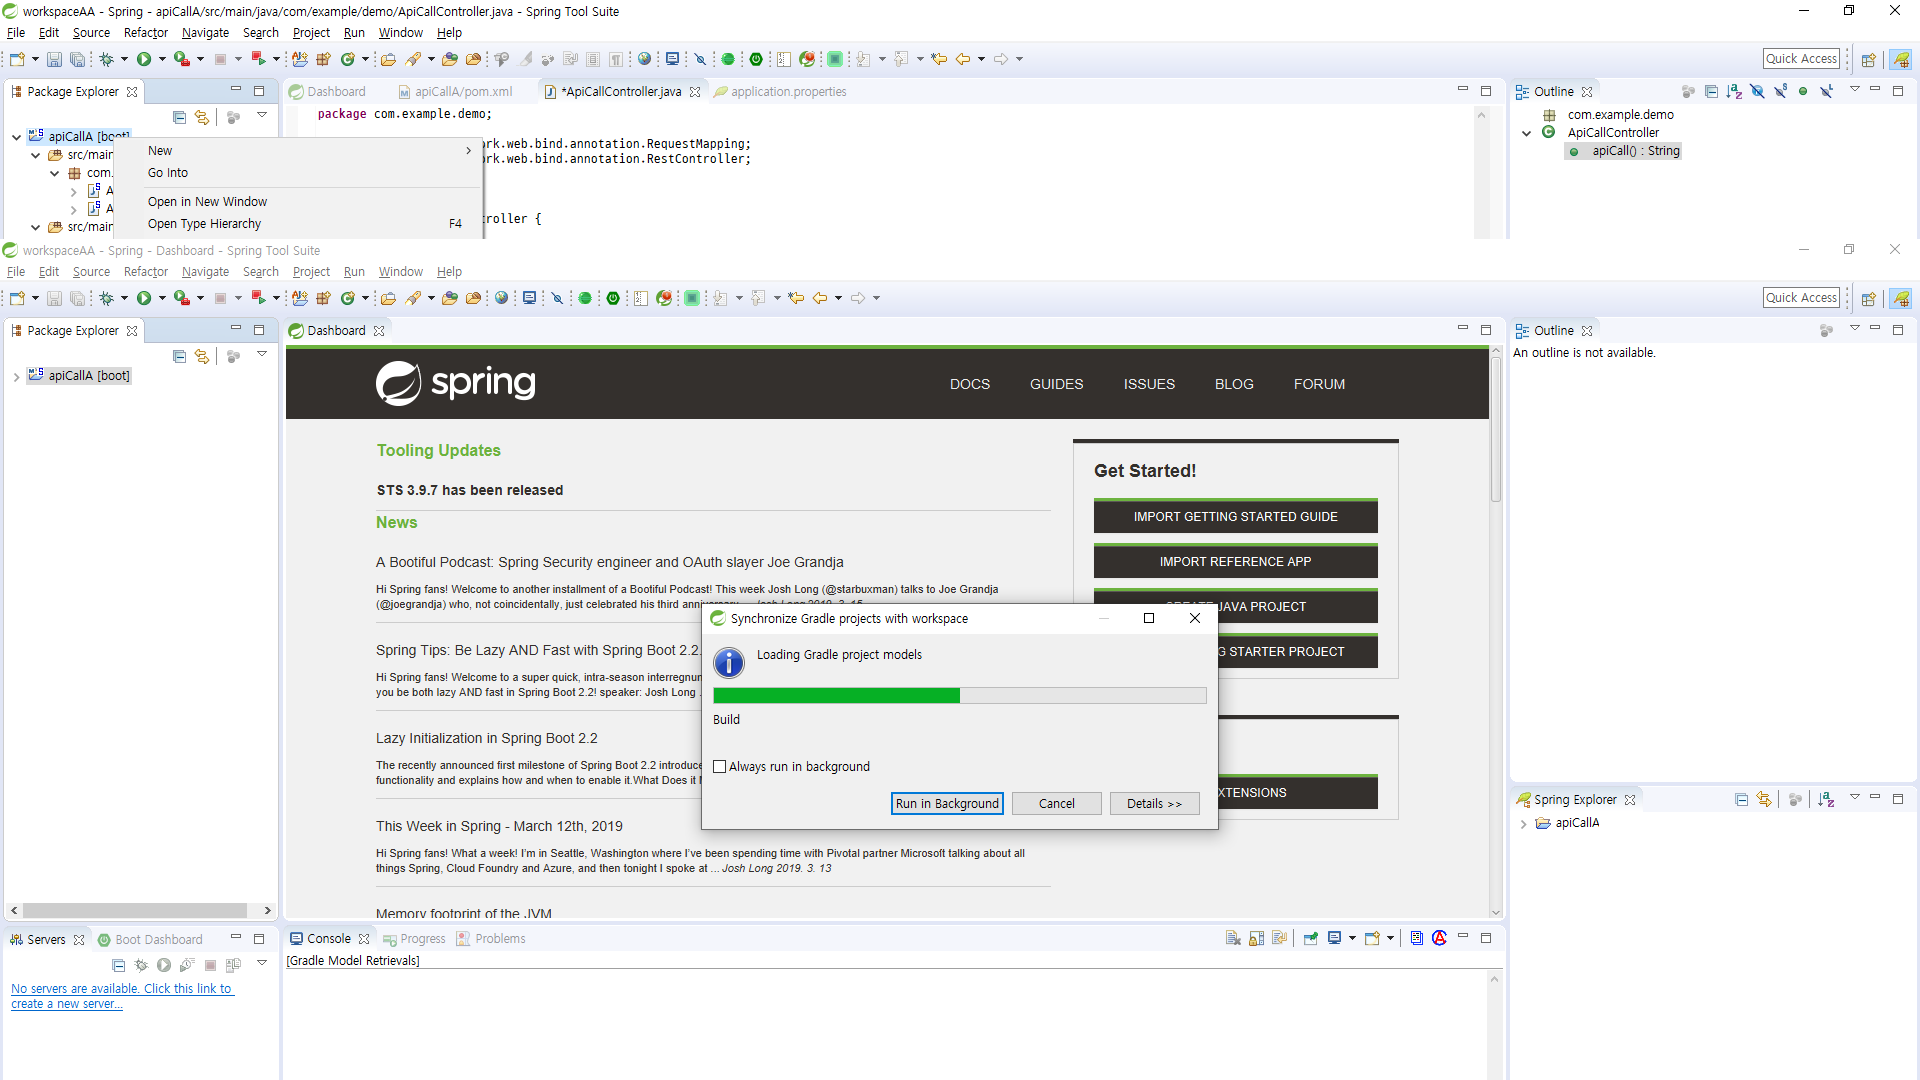 workspaceAA - Spring - apiCallA/src/main/java/com/example/demo/ApiCallController.java - Spring Tool Suite
File Edit Source Refactor Navigate Search Project Run Window Help
Quick Access
Package Explorer
Dashboard apiCallA/pom.xml *ApiCallController.java application.properties
Outline
package com.example.demo;
com.example.demo
apiCallA [boot]
ApiCallController
New
rk.web.bind.annotation.RequestMapping;
apiCall() : String
src/main
rk.web.bind.annotation.RestController;
com.
Go Into
A
Open in New Window
A
Open Type Hierarchy F4
troller {
src/main
workspaceAA - Spring - Dashboard - Spring Tool Suite
File Edit Source Refactor Navigate Search Project Run Window Help
Quick Access
Package Explorer
Dashboard
Outline
An outline is not available.
apiCallA [boot]
spring
DOCS GUIDES ISSUES BLOG FORUM
Tooling Updates
STS 3.9.7 has been released
News
A Bootiful Podcast: Spring Security engineer and OAuth slayer Joe Grandja
Hi Spring fans! Welcome to another installment of a Bootiful Podcast! This week Josh Long (@starbuxman) talks to Joe Grandja
(@joegrandja) who, not coincidentally, just celebrated his third anniversary ... Josh Long 2019. 3. 15
Spring Tips: Be Lazy AND Fast with Spring Boot 2.2.
Hi Spring fans! Welcome to a super quick, intra-season interregnum
you be both lazy AND fast in Spring Boot 2.2! speaker: Josh Long .
Lazy Initialization in Spring Boot 2.2
The recently announced first milestone of Spring Boot 2.2 introduce
functionality and explains how and when to enable it.What Does it
This Week in Spring - March 12th, 2019
Hi Spring fans! What a week! I'm in Seattle, Washington where I've been spending time with Pivotal partner Microsoft talking about all
things Spring, Cloud Foundry and Azure, and then tonight I spoke at ... Josh Long 2019. 3. 13
Memory footprint of the JVM
Get Started!
IMPORT GETTING STARTED GUIDE
IMPORT REFERENCE APP
CREATE JAVA PROJECT
G STARTER PROJECT
XTENSIONS
Synchronize Gradle projects with workspace
Loading Gradle project models
Build
Always run in background
Run in Background Cancel Details >>
Spring Explorer
apiCallA
Servers Boot Dashboard
No servers are available. Click this link to
create a new server...
Console Progress Problems
[Gradle Model Retrievals]